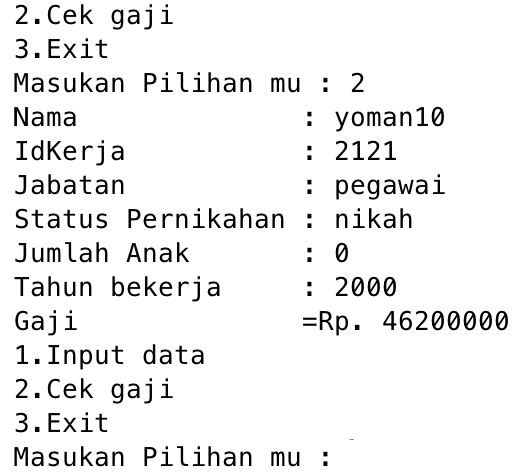 2.Cek gaji
3.Exit
Masukan Pilihan mu : 2
Nama              : yoman10
IdKerja           : 2121
Jabatan           : pegawai
Status Pernikahan : nikah
Jumlah Anak       : 0
Tahun bekerja     : 2000
Gaji              =Rp. 46200000
1.Input data
2.Cek gaji
3.Exit
Masukan Pilihan mu :